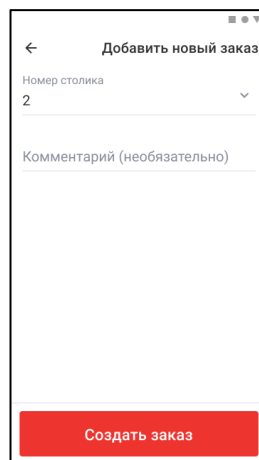 Добавить новый заказ
Номер столика
2
Комментарий (необязательно)
Создать заказ